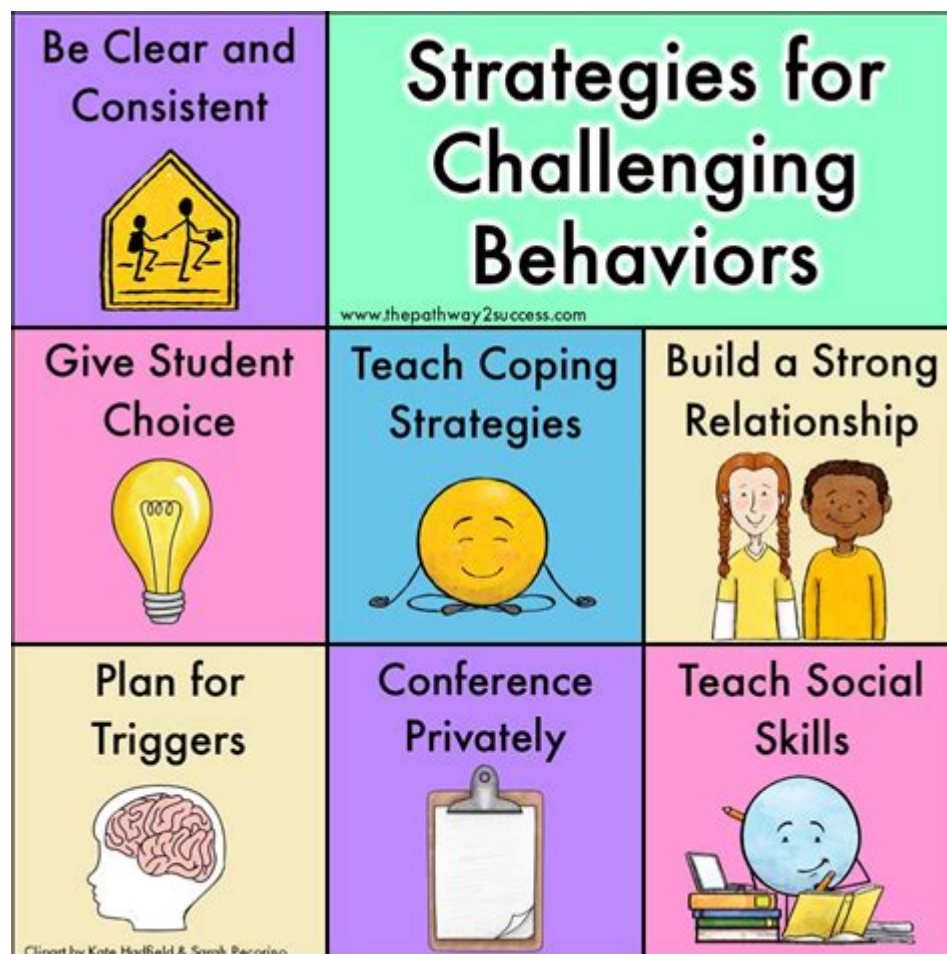 Be Clear and
Consistent
Strategies for
Challenging
Behaviors
www.thepathway2success.com
Give Student
Choice
Teach Coping
Strategies
Build a Strong
Relationship
Plan for
Triggers
Conference
Privately
Teach Social
Skills
Clipart by Kate Hadfield & Sarah Pecorino